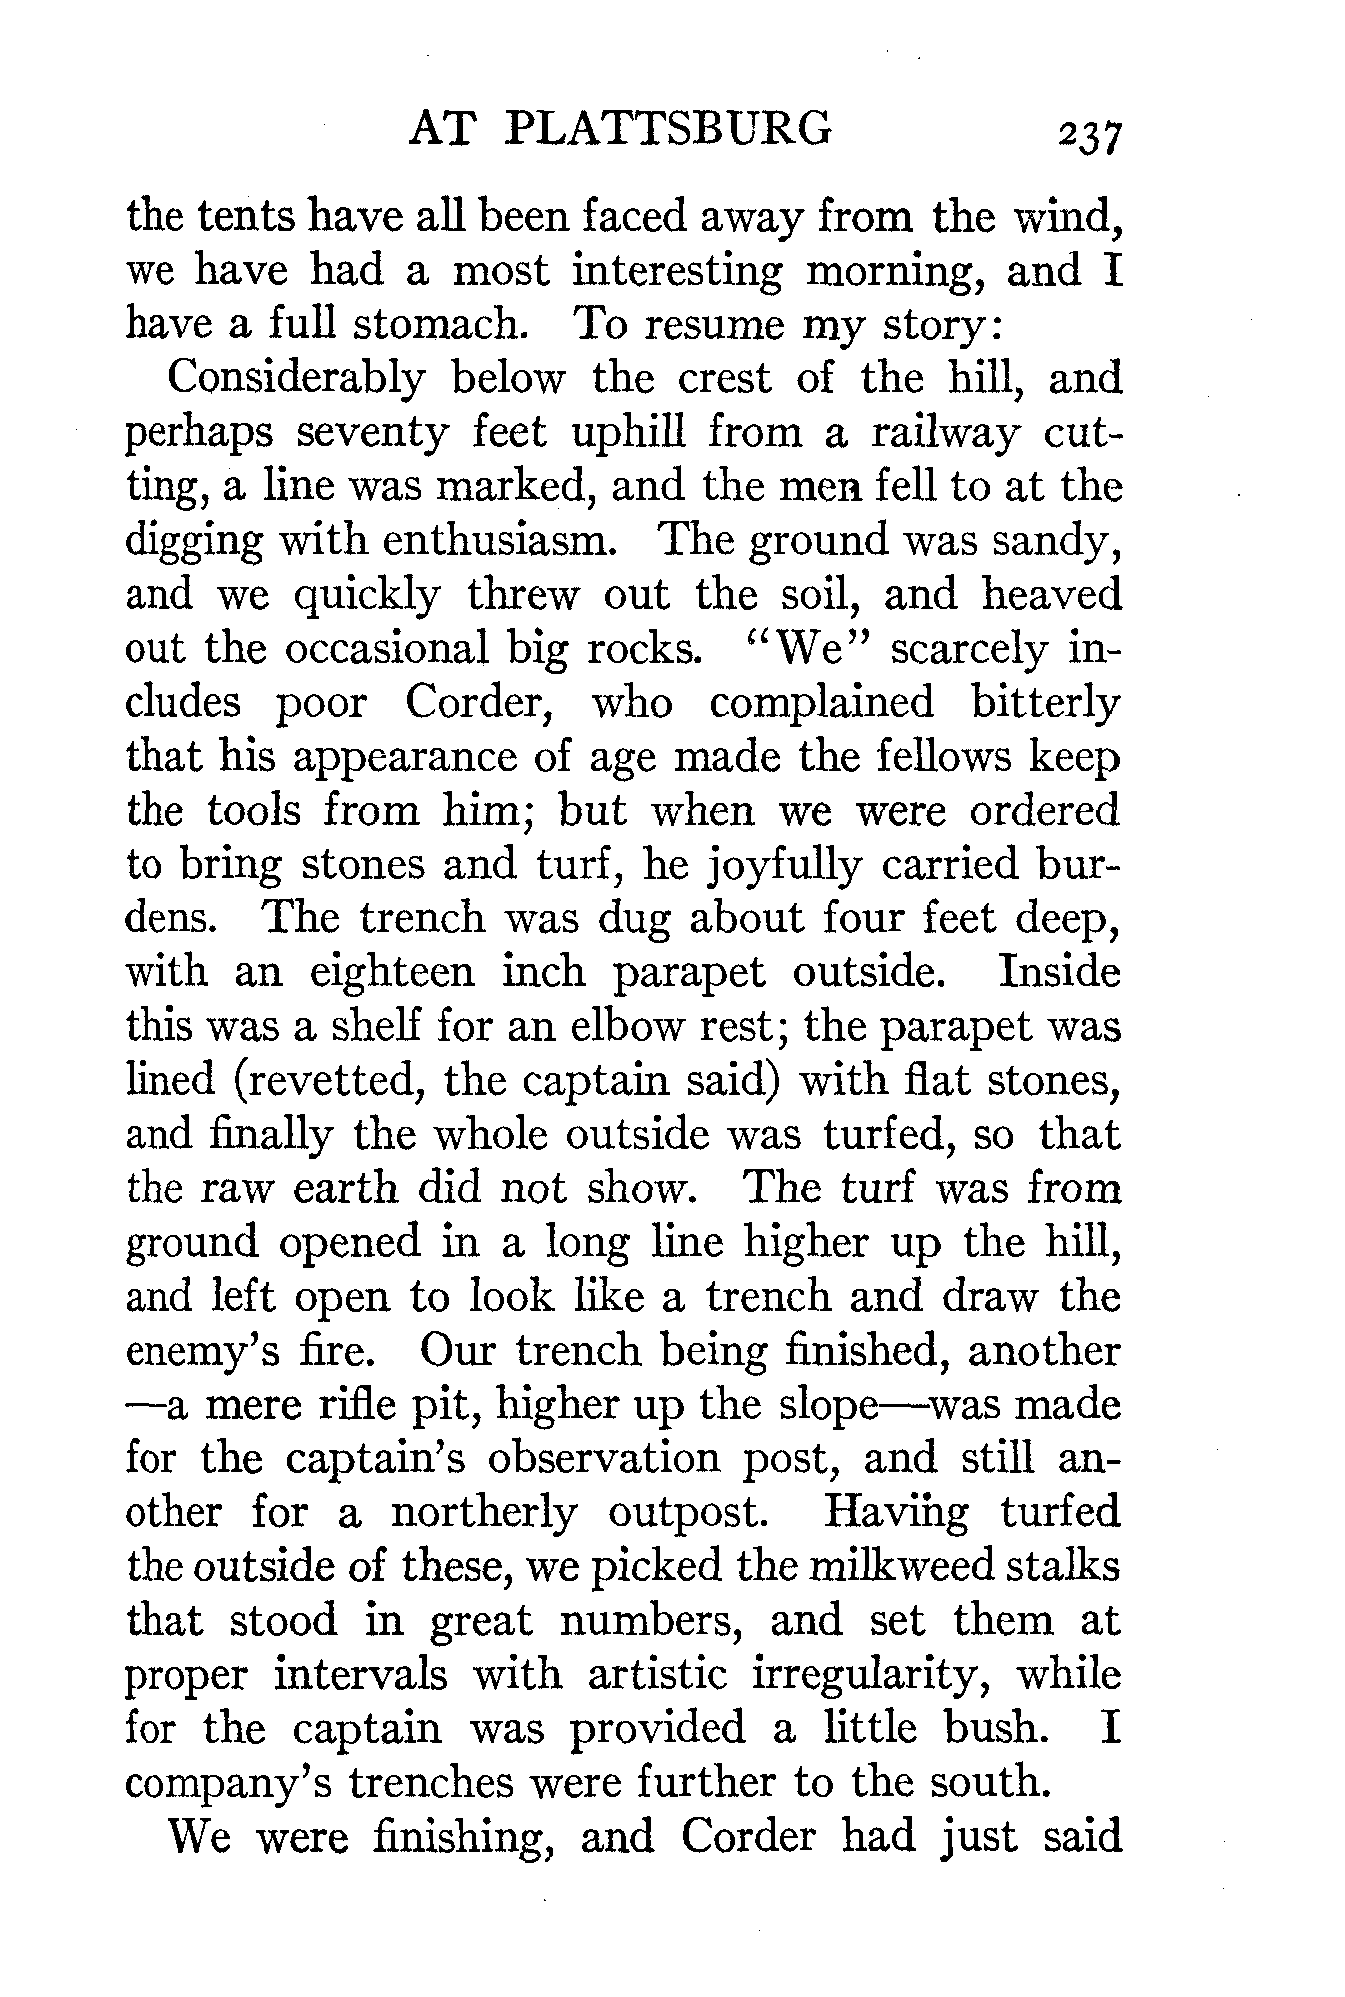 AT PLATTSBURG 237
the tents have all been faced away from the wind,
we have had a most interesting morning, and I
have a full stomach. To resume my story:
Considerably below the crest of the hill, and
perhaps seventy feet uphill from a railway cut-
ting, a line was marked, and the men fell to at the
digging with enthusiasm. The ground was sandy,
and we quickly threw out the soil, and heaved
out the occasional big rocks. "We" scarcely in-
cludes poor Corder, who complained bitterly
that his appearance of age made the fellows keep
the tools from him; but when we were ordered
to bring stones and turf, he joyfully carried bur-
dens. The trench was dug about four feet deep,
with an eighteen inch parapet outside. Inside
this was a shelf for an elbow rest; the parapet was
lined (revetted, the captain said) with flat stones,
and finally the whole outside was turfed, so that
the raw earth did not show. The turf was from
ground opened in a long line higher up the hill,
and left open to look like a trench and draw the
enemy's fire. Our trench being finished, another
—a mere rifle pit, higher up the slope—was made
for the captain's observation post, and still an-
other for a northerly outpost. Having turfed
the outside of these, we picked the milkweed stalks
that stood in great numbers, and set them at
proper intervals with artistic irregularity, while
for the captain was provided a little bush. I
company's trenches were further to the south.
We were finishing, and Corder had just said